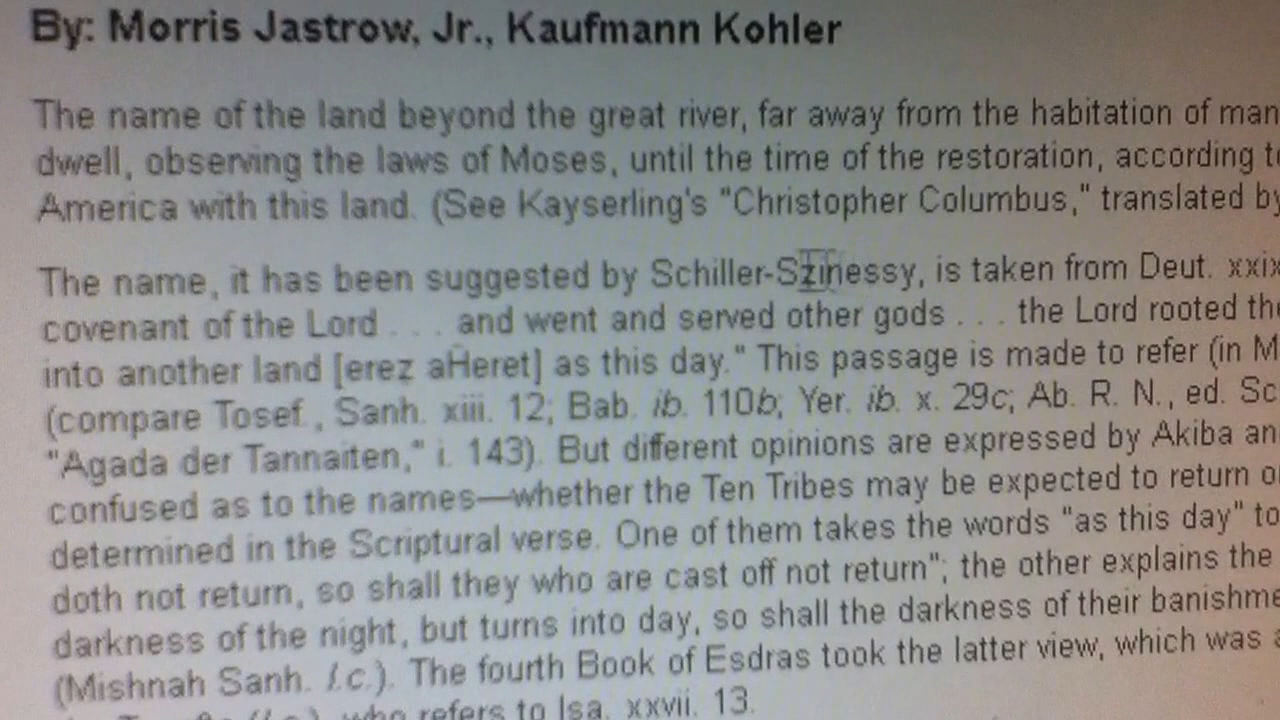 By: Morris Jastrow, Jr., Kaufmann Kohler
The name of the land beyond the great river, far away from the habitation of man
dwell, observing the laws of Moses, until the time of the restoration, according
America with this land. (See Kayserling's "Christopher Columbus," translated by
The name, it has been suggested by Schiller-Szinessy, is taken from Deut. xxix
covenant of the Lord . . . and went and served other gods . . . the Lord rooted
into another land [erez aHeret] as this day." This passage is made to refer (in M
(compare Tosef., Sanh. xiii. 12; Bab. ib. 110b; Yer. ib. x. 29c; Ab. R. N., ed. Sc
"Agada der Tannaiten," i. 143). But different opinions are expressed by Akiba an
confused as to the names—whether the Ten Tribes may be expected to return
determined in the Scriptural verse. One of them takes the words "as this day" to
doth not return, so shall they who are cast off not return"; the other explains the
darkness of the night, but turns into day, so shall the darkness of their banishme
(Mishnah Sanh. l.c.). The fourth Book of Esdras took the latter view, which was
who refers to Isa. xxvii. 13.